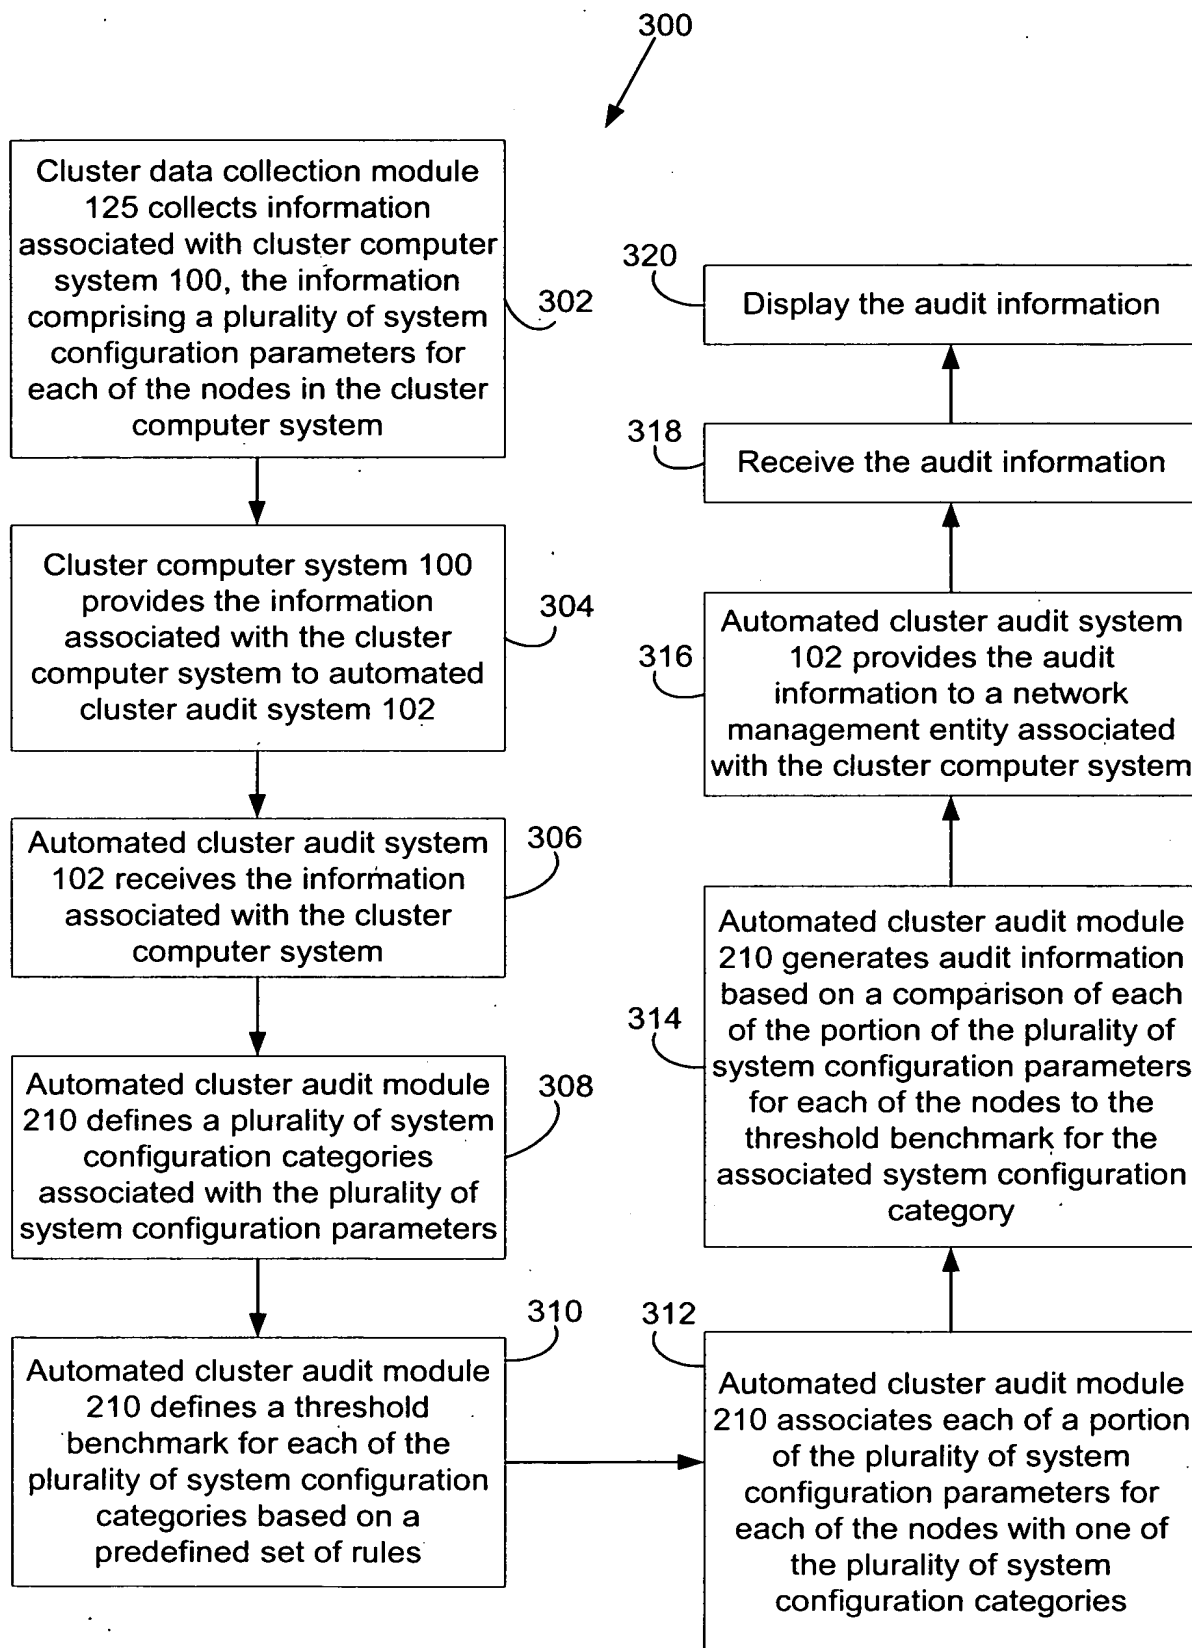 300
Cluster data collection module
125 collects information
associated with cluster computer
system 100, the information
comprising a plurality of system
configuration parameters for
each of the nodes in the cluster
computer system
302
Cluster computer system 100
provides the information
associated with the cluster
computer system to automated
cluster audit system 102
304
Automated cluster audit system
102 receives the information
associated with the cluster
computer system
306
Automated cluster audit module
210 defines a plurality of system
configuration categories
associated with the plurality of
system configuration parameters
308
Automated cluster audit module
210 defines a threshold
benchmark for each of the
plurality of system configuration
categories based on a
predefined set of rules
310
312
Automated cluster audit module
210 associates each of a portion
of the plurality of system
configuration parameters for
each of the nodes with one of
the plurality of system
configuration categories
314
Automated cluster audit module
210 generates audit information
based on a comparison of each
of the portion of the plurality of
system configuration parameters
for each of the nodes to the
threshold benchmark for the
associated system configuration
category
316
Automated cluster audit system
102 provides the audit
information to a network
management entity associated
with the cluster computer system
318
Receive the audit information
320
Display the audit information